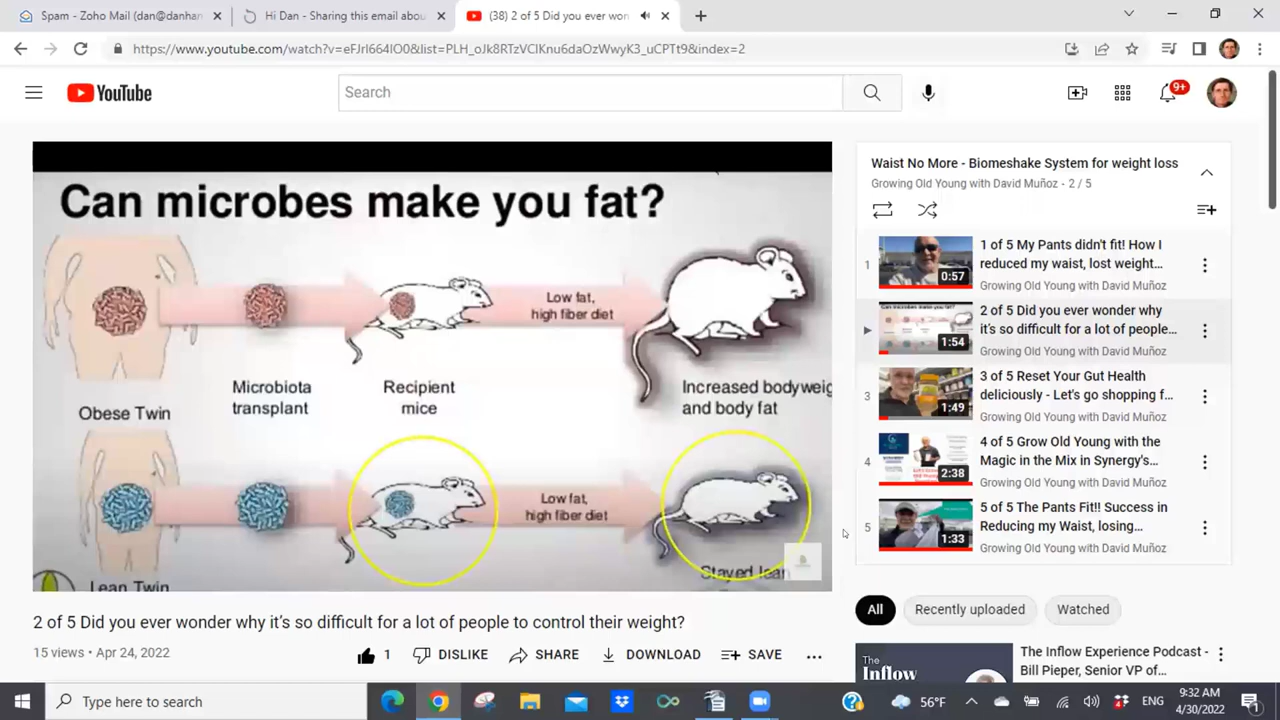 Spam - Zoho Mail (dan@danhan
Hi Dan - Sharing this email abou
(38) 2 of 5 Did you ever won
https://www.youtube.com/watch?v=eFJrI664IO0&list=PLH_oJk8RTzVCIKnu6daOzWwyK3_uCPTt9&index=2
YouTube
Search
9+
Can microbes make you fat?
Low fat,
high fiber diet
Obese Twin
Microbiota
transplant
Recipient
mice
Increased bodyweig
and body fat
Low fat,
high fiber diet
Lean Twin
Stayed lean
2 of 5 Did you ever wonder why it's so difficult for a lot of people to control their weight?
15 views • Apr 24, 2022
1
DISLIKE
SHARE
DOWNLOAD
SAVE
Waist No More - Biomeshake System for weight loss
Growing Old Young with David Muñoz - 2 / 5
1
0:57
1 of 5 My Pants didn't fit! How I
reduced my waist, lost weight...
Growing Old Young with David Muñoz
1:54
2 of 5 Did you ever wonder why
it's so difficult for a lot of people...
Growing Old Young with David Muñoz
3
1:49
3 of 5 Reset Your Gut Health
deliciously - Let's go shopping f...
Growing Old Young with David Muñoz
4
2:38
4 of 5 Grow Old Young with the
Magic in the Mix in Synergy's...
Growing Old Young with David Muñoz
5
1:33
5 of 5 The Pants Fit!! Success in
Reducing my Waist, losing...
Growing Old Young with David Muñoz
All
Recently uploaded
Watched
The
Inflow
The Inflow Experience Podcast -
Bill Pieper, Senior VP of...
Type here to search
56°F
ENG
9:32 AM
4/30/2022
1